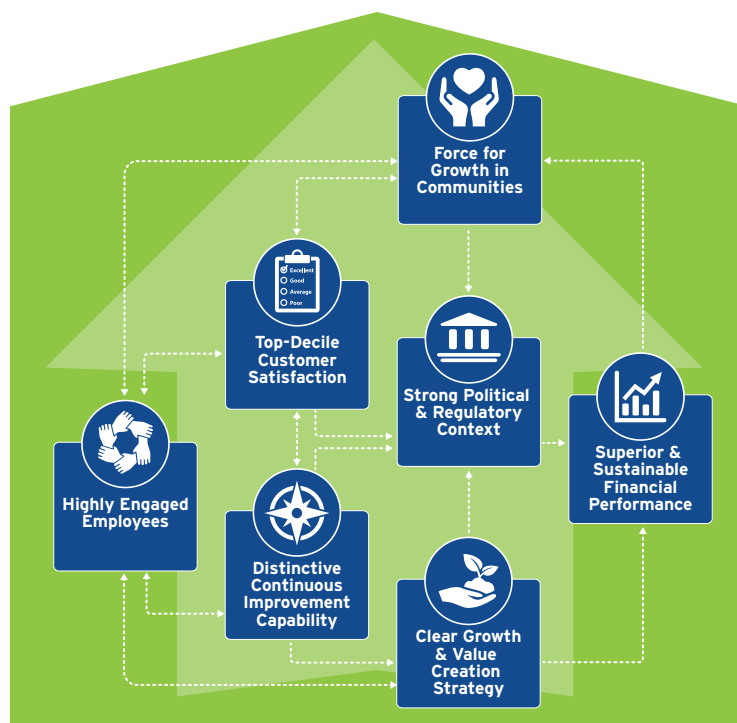 Force for
Growth in
Communities
Excellent
Good
Average
Poor
Top-Decile
Customer
Satisfaction
Strong Political
& Regulatory
Context
Superior &
Sustainable
Financial
Performance
Highly Engaged
Employees
Distinctive
Continuous
Improvement
Capability
Clear Growth
& Value
Creation
Strategy